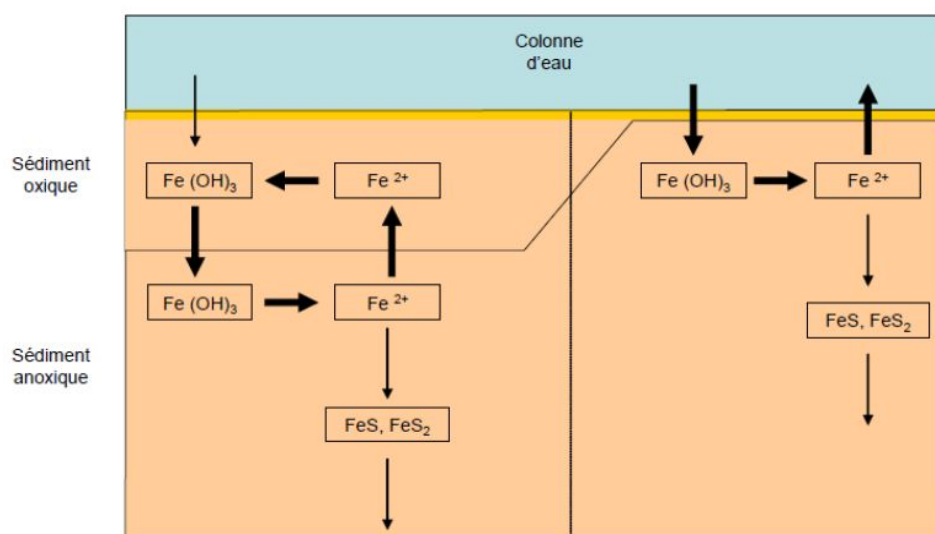 Colonne
d'eau
Sédiment
oxique
Fe (OH)₃
Fe ²⁺
Fe (OH)₃
Fe ²⁺
Fe (OH)₃
Fe ²⁺
Sédiment
anoxique
FeS, FeS₂
FeS, FeS₂